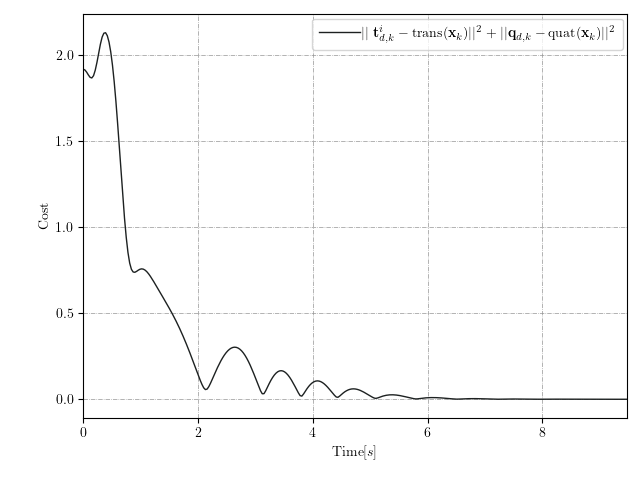 || t^i_{d,k} − trans(x_k)||^2 + ||q_{d,k} − quat(x_k)||^2
2.0
1.5
1.0
0.5
0.0
Cost
0 2 4 6 8
Time[s]